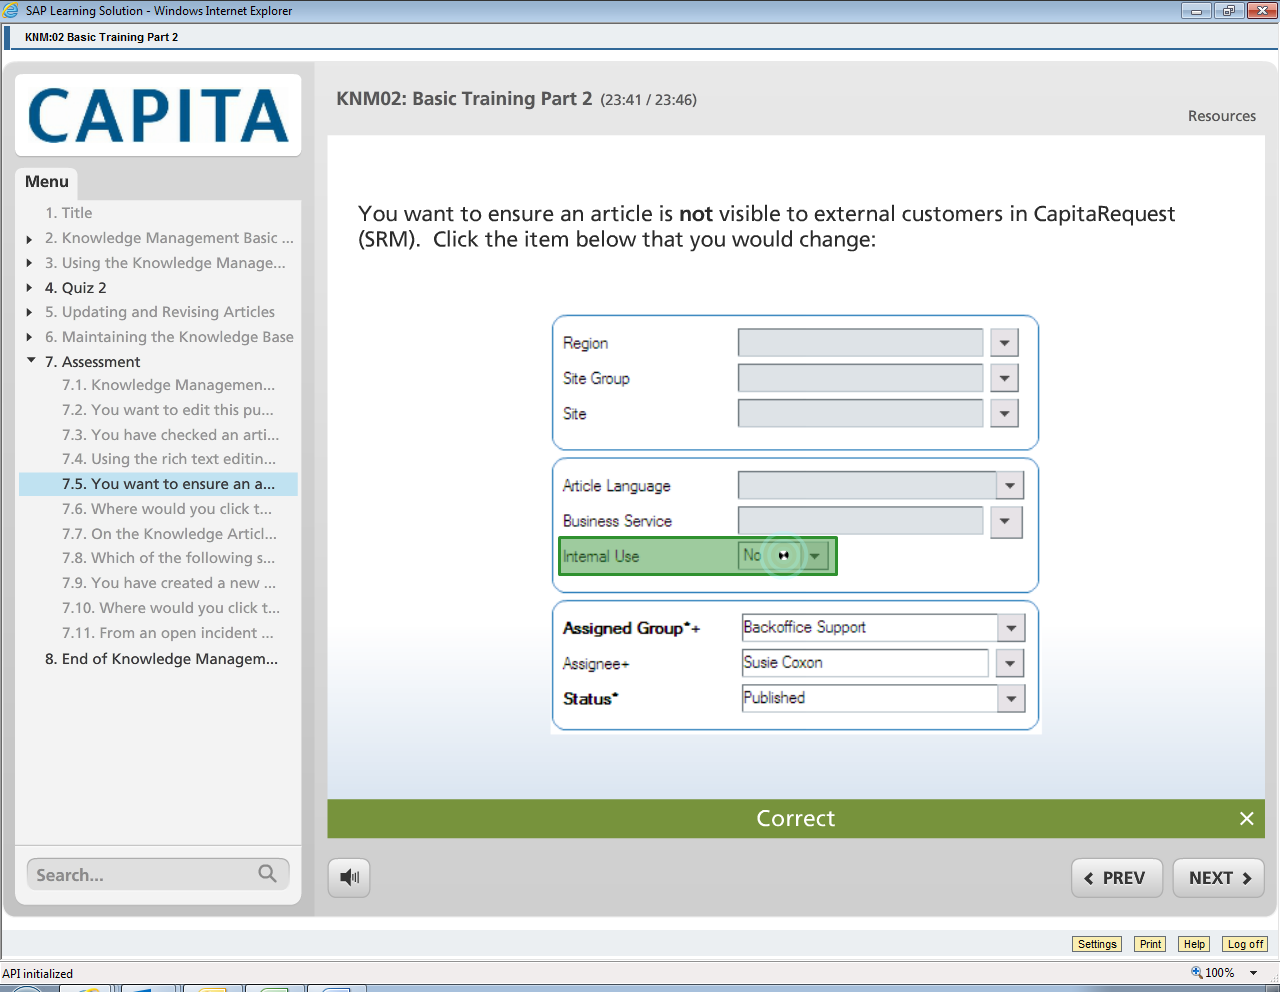 SAP Learning Solution - Windows Internet Explorer
KNM:02 Basic Training Part 2
CAPITA
KNM02: Basic Training Part 2 (23:41 / 23:46)
Resources
Menu
1. Title
2. Knowledge Management Basic ...
3. Using the Knowledge Manage...
4. Quiz 2
5. Updating and Revising Articles
6. Maintaining the Knowledge Base
7. Assessment
7.1. Knowledge Managemen...
7.2. You want to edit this pu...
7.3. You have checked an arti...
7.4. Using the rich text editin...
7.5. You want to ensure an a...
7.6. Where would you click t...
7.7. On the Knowledge Articl...
7.8. Which of the following s...
7.9. You have created a new ...
7.10. Where would you click t...
7.11. From an open incident ...
8. End of Knowledge Managem...
Search...
You want to ensure an article is not visible to external customers in CapitaRequest
(SRM). Click the item below that you would change:
Region
Site Group
Site
Article Language
Business Service
Internal Use No
Assigned Group*+ Backoffice Support
Assignee+ Susie Coxon
Status* Published
Correct
PREV
NEXT
Settings
Print
Help
Log off
API initialized
100%